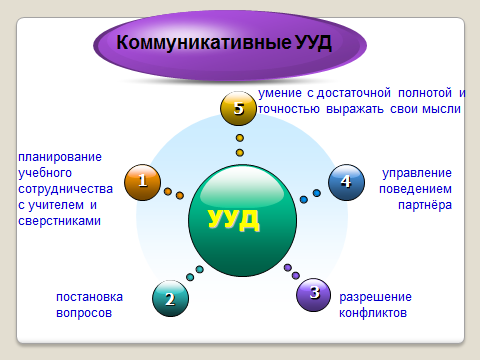 Коммуникативные УУД
5
умение с достаточной полнотой и
точностью выражать свои мысли
планирование
учебного
сотрудничества
с учителем и
сверстниками
1
4
управление
поведением
партнёра
УУД
постановка
вопросов
2
3
разрешение
конфликтов